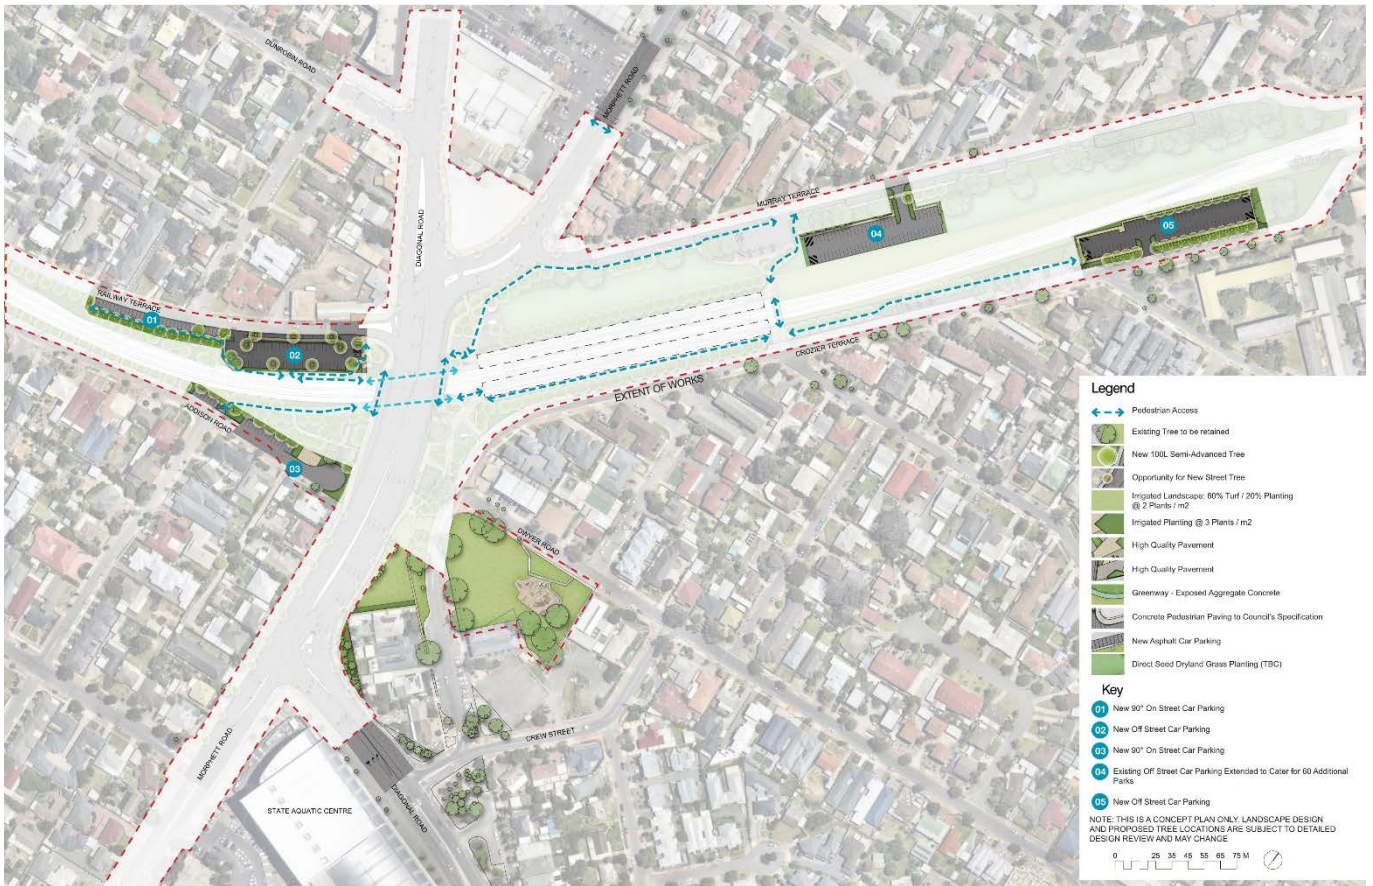 DUNROBIN ROAD
MORPHETT ROAD
DIAGONAL ROAD
MURRAY TERRACE
04
05
RAILWAY TERRACE
01
02
CROZIER TERRACE
EXTENT OF WORKS
ADDISON ROAD
03
DWYER ROAD
CREW STREET
MORPHETT ROAD
DIAGONAL ROAD
STATE AQUATIC CENTRE
Legend
Pedestrian Access
Existing Tree to be retained
New 100L Semi-Advanced Tree
Opportunity for New Street Tree
Irrigated Landscape: 80% Turf / 20% Planting
@ 2 Plants / m2
Irrigated Planting @ 3 Plants / m2
High Quality Pavement
High Quality Pavement
Greenway - Exposed Aggregate Concrete
Concrete Pedestrian Paving to Council's Specification
New Asphalt Car Parking
Direct Seed Dryland Grass Planting (TBC)
Key
01 New 90° On Street Car Parking
02 New Off Street Car Parking
03 New 90° On Street Car Parking
04 Existing Off Street Car Parking Extended to Cater for 60 Additional
Parks
05 New Off Street Car Parking
NOTE: THIS IS A CONCEPT PLAN ONLY. LANDSCAPE DESIGN
AND PROPOSED TREE LOCATIONS ARE SUBJECT TO DETAILED
DESIGN REVIEW AND MAY CHANGE
0 25 35 45 55 65 75 M